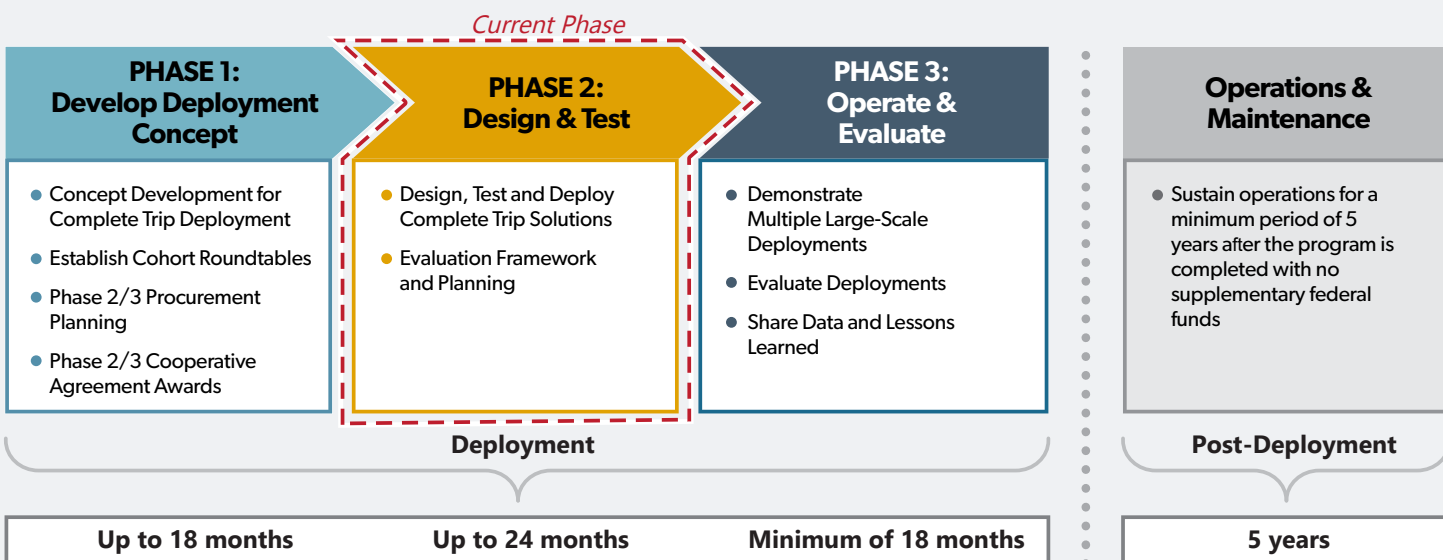 Current Phase
PHASE 1:
Develop Deployment
Concept
PHASE 2:
Design & Test
PHASE 3:
Operate &
Evaluate
Operations &
Maintenance
Concept Development for
Complete Trip Deployment
Establish Cohort Roundtables
Phase 2/3 Procurement
Planning
Phase 2/3 Cooperative
Agreement Awards
Design, Test and Deploy
Complete Trip Solutions
Evaluation Framework
and Planning
Demonstrate
Multiple Large-Scale
Deployments
Evaluate Deployments
Share Data and Lessons
Learned
Sustain operations for a
minimum period of 5
years after the program is
completed with no
supplementary federal
funds
Deployment
Post-Deployment
Up to 18 months
Up to 24 months
Minimum of 18 months
5 years